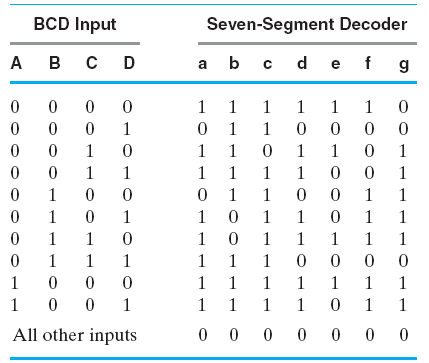 BCD Input Seven-Segment Decoder
A B C D a b c d e f g
0 0 0 0 1 1 1 1 1 1 0
0 0 0 1 0 1 1 0 0 0 0
0 0 1 0 1 1 0 1 1 0 1
0 0 1 1 1 1 1 1 0 0 1
0 1 0 0 0 1 1 0 0 1 1
0 1 0 1 1 0 1 1 0 1 1
0 1 1 0 1 0 1 1 1 1 1
0 1 1 1 1 1 1 0 0 0 0
1 0 0 0 1 1 1 1 1 1 1
1 0 0 1 1 1 1 1 0 1 1
All other inputs 0 0 0 0 0 0 0